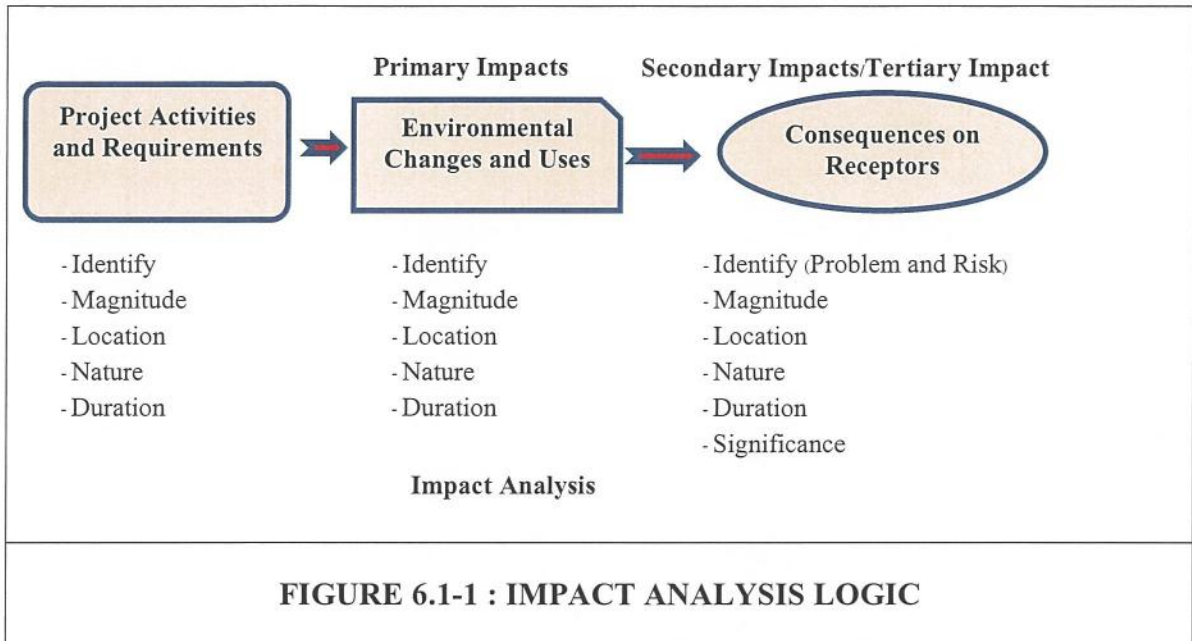 Primary Impacts
Secondary Impacts/Tertiary Impact
Project Activities
and Requirements
Environmental
Changes and Uses
Consequences on
Receptors
- Identify
- Magnitude
- Location
- Nature
- Duration
- Identify
- Magnitude
- Location
- Nature
- Duration
- Identify (Problem and Risk)
- Magnitude
- Location
- Nature
- Duration
- Significance
Impact Analysis
FIGURE 6.1-1 : IMPACT ANALYSIS LOGIC